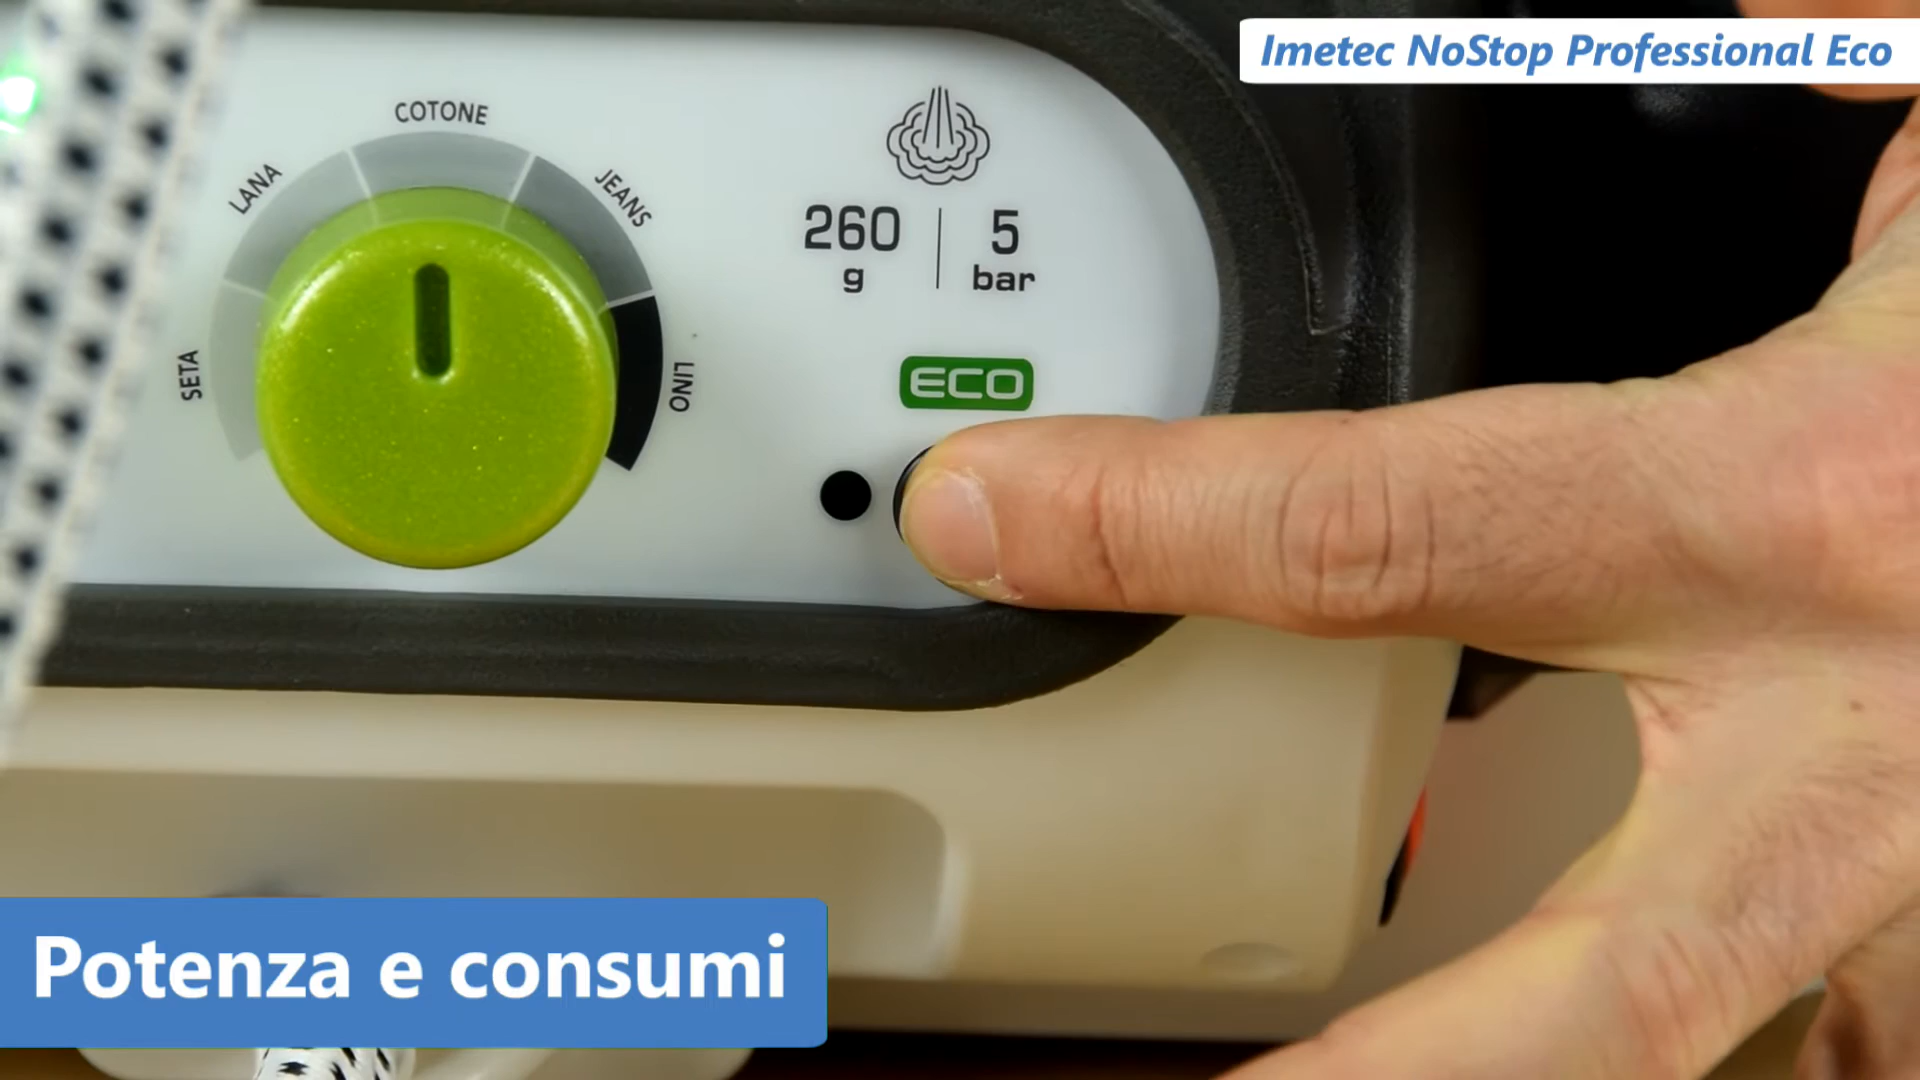 Imetec NoStop Professional Eco
COTONE
LANA
JEANS
SETA
LINO
260
g
5
bar
ECO
Potenza e consumi